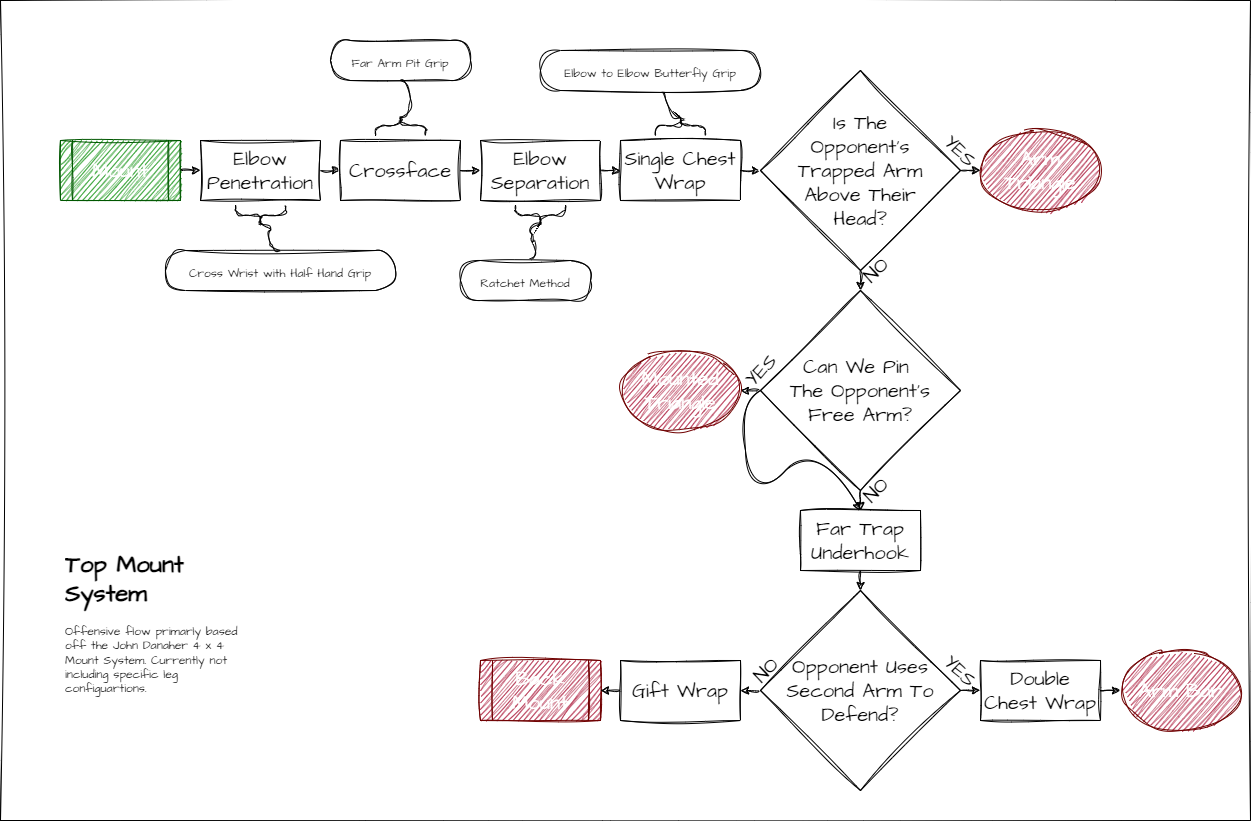 Far Arm Pit Grip
Elbow to Elbow Butterfly Grip
Mount
Elbow
Penetration
Crossface
Elbow
Separation
Single Chest
Wrap
Is The
Opponent's
Trapped Arm
Above Their
Head?
YES
Arm
Triangle
Cross Wrist with Half Hand Grip
Ratchet Method
NO
Can We Pin
The Opponent's
Free Arm?
YES
Mounted
Triangle
NO
Far Trap
Underhook
Top Mount
System
Offensive flow primarly based
off the John Danaher 4 x 4
Mount System. Currently not
including specific leg
configuartions.
Opponent Uses
Second Arm To
Defend?
NO
Gift Wrap
Back
Mount
YES
Double
Chest Wrap
Arm Bar